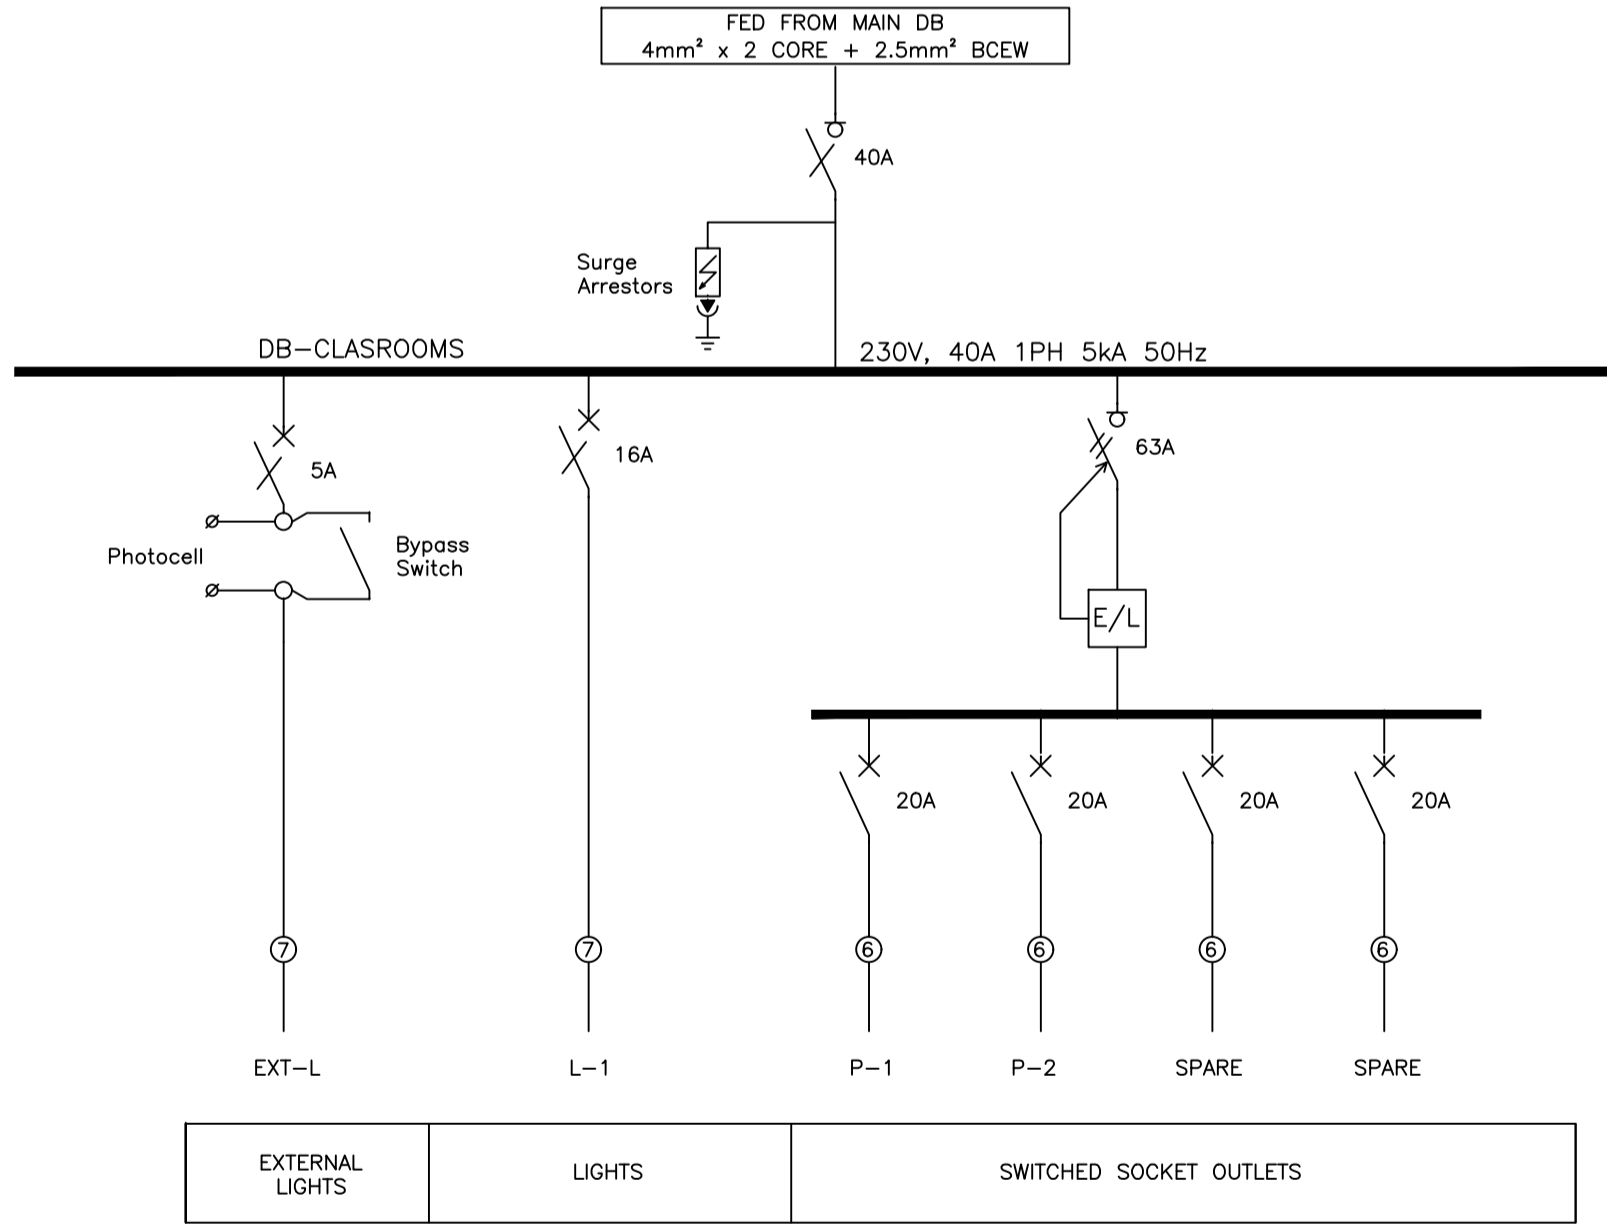 FED FROM MAIN DB
4mm² x 2 CORE + 2.5mm² BCEW
40A
Surge
Arrestors
DB-CLASROOMS
230V, 40A 1PH 5kA 50Hz
5A
16A
63A
Photocell
Bypass
Switch
E/L
20A
20A
20A
20A
7
7
6
6
6
6
EXT-L
L-1
P-1
P-2
SPARE
SPARE
EXTERNAL
LIGHTS
LIGHTS
SWITCHED SOCKET OUTLETS